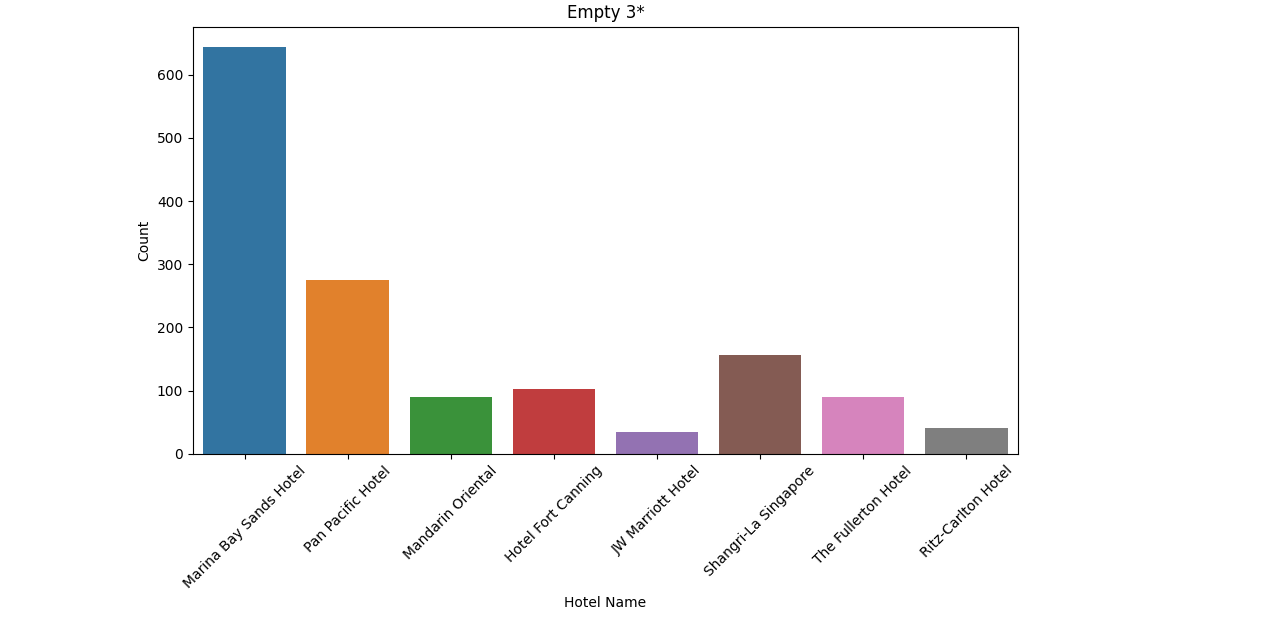 Empty 3*
Count
600
500
400
300
200
100
0
Marina Bay Sands Hotel
Pan Pacific Hotel
Mandarin Oriental
Hotel Fort Canning
JW Marriott Hotel
Shangri-La Singapore
The Fullerton Hotel
Ritz-Carlton Hotel
Hotel Name